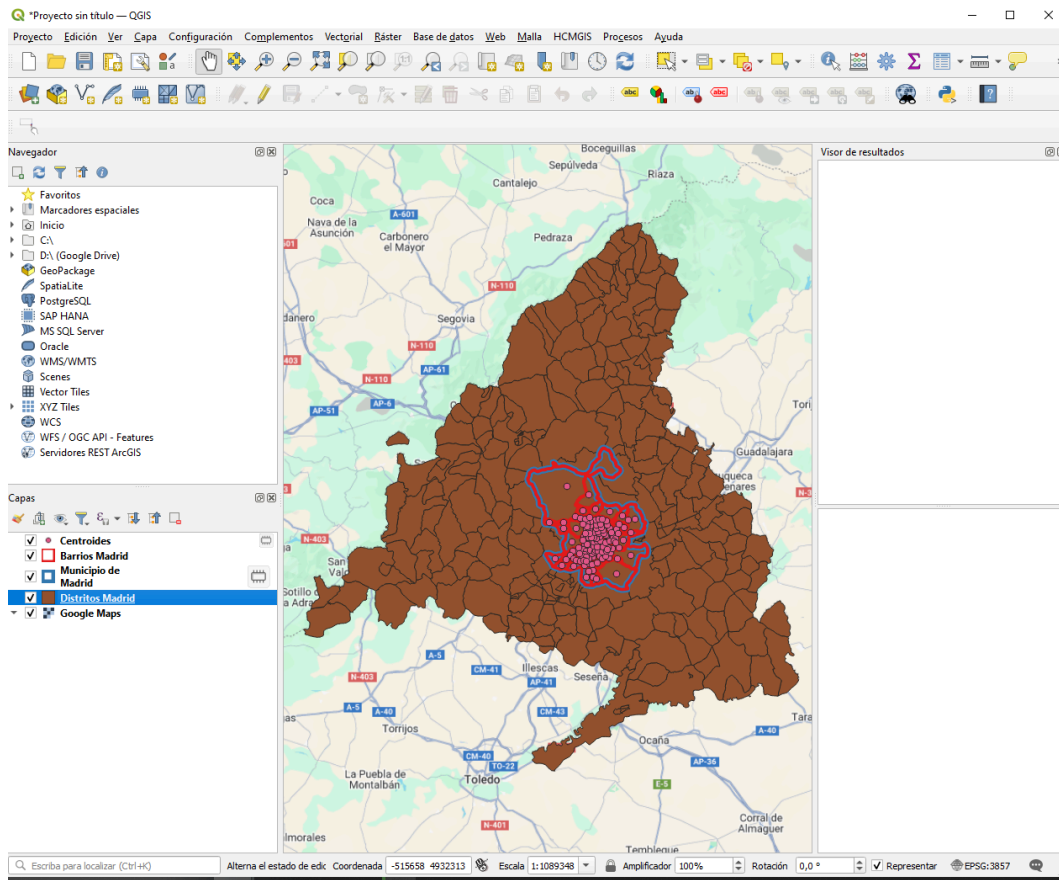 *Proyecto sin título — QGIS
Proyecto Edición Ver Capa Configuración Complementos Vectorial Ráster Base de datos Web Malla HCMGIS Procesos Ayuda
Navegador
Favoritos
Marcadores espaciales
Inicio
C:\
D:\ (Google Drive)
GeoPackage
SpatiaLite
PostgreSQL
SAP HANA
MS SQL Server
Oracle
WMS/WMTS
Scenes
Vector Tiles
XYZ Tiles
WCS
WFS / OGC API - Features
Servidores REST ArcGIS
Capas
Centroides
Barrios Madrid
Municipio de
Madrid
Distritos Madrid
Google Maps
Boceguillas
Sepúlveda
Riaza
Cantalejo
Coca
A-601
Nava de la
Asunción
Carbonero
el Mayor
Pedraza
N-110
Segovia
N-110
AP-61
N-110
AP-51
AP-6
Guadalajara
N-403
San
Sotillo
A-5
CM-41
Illescas
AP-41
Seseña
N-403
A-5
A-40
CM-43
Torrijos
Ocaña
A-40
CM-40
TO-22
AP-36
La Puebla de
Montalbán
Toledo
E-5
N-401
Corral de
Almaguer
Tembleque
Visor de resultados
Escriba para localizar (Ctrl+K)
Alterna el estado de edic Coordenada -515658 4932313 Escala 1:1089348 Amplificador 100% Rotación 0,0 ° Representar EPSG:3857